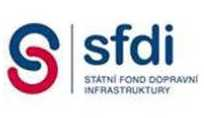 sfdi
STÁTNÍ FOND DOPRAVNÍ
INFRASTRUKTURY